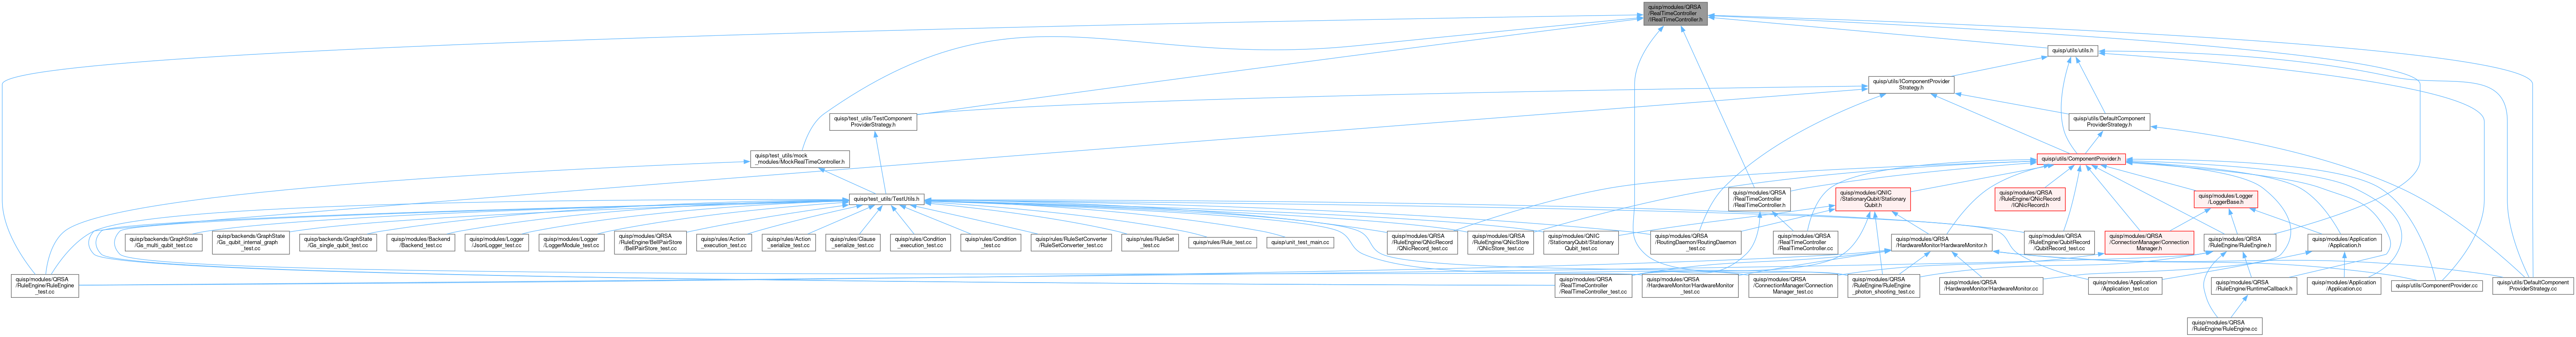 quisp/modules/QRSA
/RealTimeController
/IRealTimeController.h
quisp/utils/utils.h
quisp/utils/IComponentProvider
Strategy.h
quisp/test_utils/TestComponent
ProviderStrategy.h
quisp/utils/DefaultComponent
ProviderStrategy.h
quisp/test_utils/mock
_modules/MockRealTimeController.h
quisp/utils/ComponentProvider.h
quisp/test_utils/TestUtils.h
quisp/modules/QRSA
/RealTimeController
/RealTimeController.h
quisp/modules/QNIC
/StationaryQubit/Stationary
Qubit.h
quisp/modules/QRSA
/RuleEngine/QNicRecord
/IQNicRecord.h
quisp/modules/Logger
/LoggerBase.h
quisp/backends/GraphState
/Gs_multi_qubit_test.cc
quisp/backends/GraphState
/Gs_qubit_internal_graph
_test.cc
quisp/backends/GraphState
/Gs_single_qubit_test.cc
quisp/modules/Backend
/Backend_test.cc
quisp/modules/Logger
/JsonLogger_test.cc
quisp/modules/Logger
/LoggerModule_test.cc
quisp/modules/QRSA
/RuleEngine/BellPairStore
/BellPairStore_test.cc
quisp/rules/Action
_execution_test.cc
quisp/rules/Action
_serialize_test.cc
quisp/rules/Clause
_serialize_test.cc
quisp/rules/Condition
_execution_test.cc
quisp/rules/Condition
_test.cc
quisp/rules/RuleSetConverter
/RuleSetConverter_test.cc
quisp/rules/RuleSet
_test.cc
quisp/rules/Rule_test.cc
quisp/unit_test_main.cc
quisp/modules/QRSA
/RuleEngine/QNicRecord
/QNicRecord_test.cc
quisp/modules/QRSA
/RuleEngine/QNicStore
/QNicStore_test.cc
quisp/modules/QNIC
/StationaryQubit/Stationary
Qubit_test.cc
quisp/modules/QRSA
/RoutingDaemon/RoutingDaemon
_test.cc
quisp/modules/QRSA
/RealTimeController
/RealTimeController.cc
quisp/modules/QRSA
/HardwareMonitor/HardwareMonitor.h
quisp/modules/QRSA
/RuleEngine/QubitRecord
/QubitRecord_test.cc
quisp/modules/QRSA
/ConnectionManager/Connection
Manager.h
quisp/modules/QRSA
/RuleEngine/RuleEngine.h
quisp/modules/Application
/Application.h
quisp/modules/QRSA
/RuleEngine/RuleEngine
_test.cc
quisp/modules/QRSA
/RealTimeController
/RealTimeController_test.cc
quisp/modules/QRSA
/HardwareMonitor/HardwareMonitor
_test.cc
quisp/modules/QRSA
/ConnectionManager/Connection
Manager_test.cc
quisp/modules/QRSA
/RuleEngine/RuleEngine
_photon_shooting_test.cc
quisp/modules/QRSA
/HardwareMonitor/HardwareMonitor.cc
quisp/modules/Application
/Application_test.cc
quisp/modules/QRSA
/RuleEngine/RuntimeCallback.h
quisp/modules/Application
/Application.cc
quisp/utils/ComponentProvider.cc
quisp/utils/DefaultComponent
ProviderStrategy.cc
quisp/modules/QRSA
/RuleEngine/RuleEngine.cc